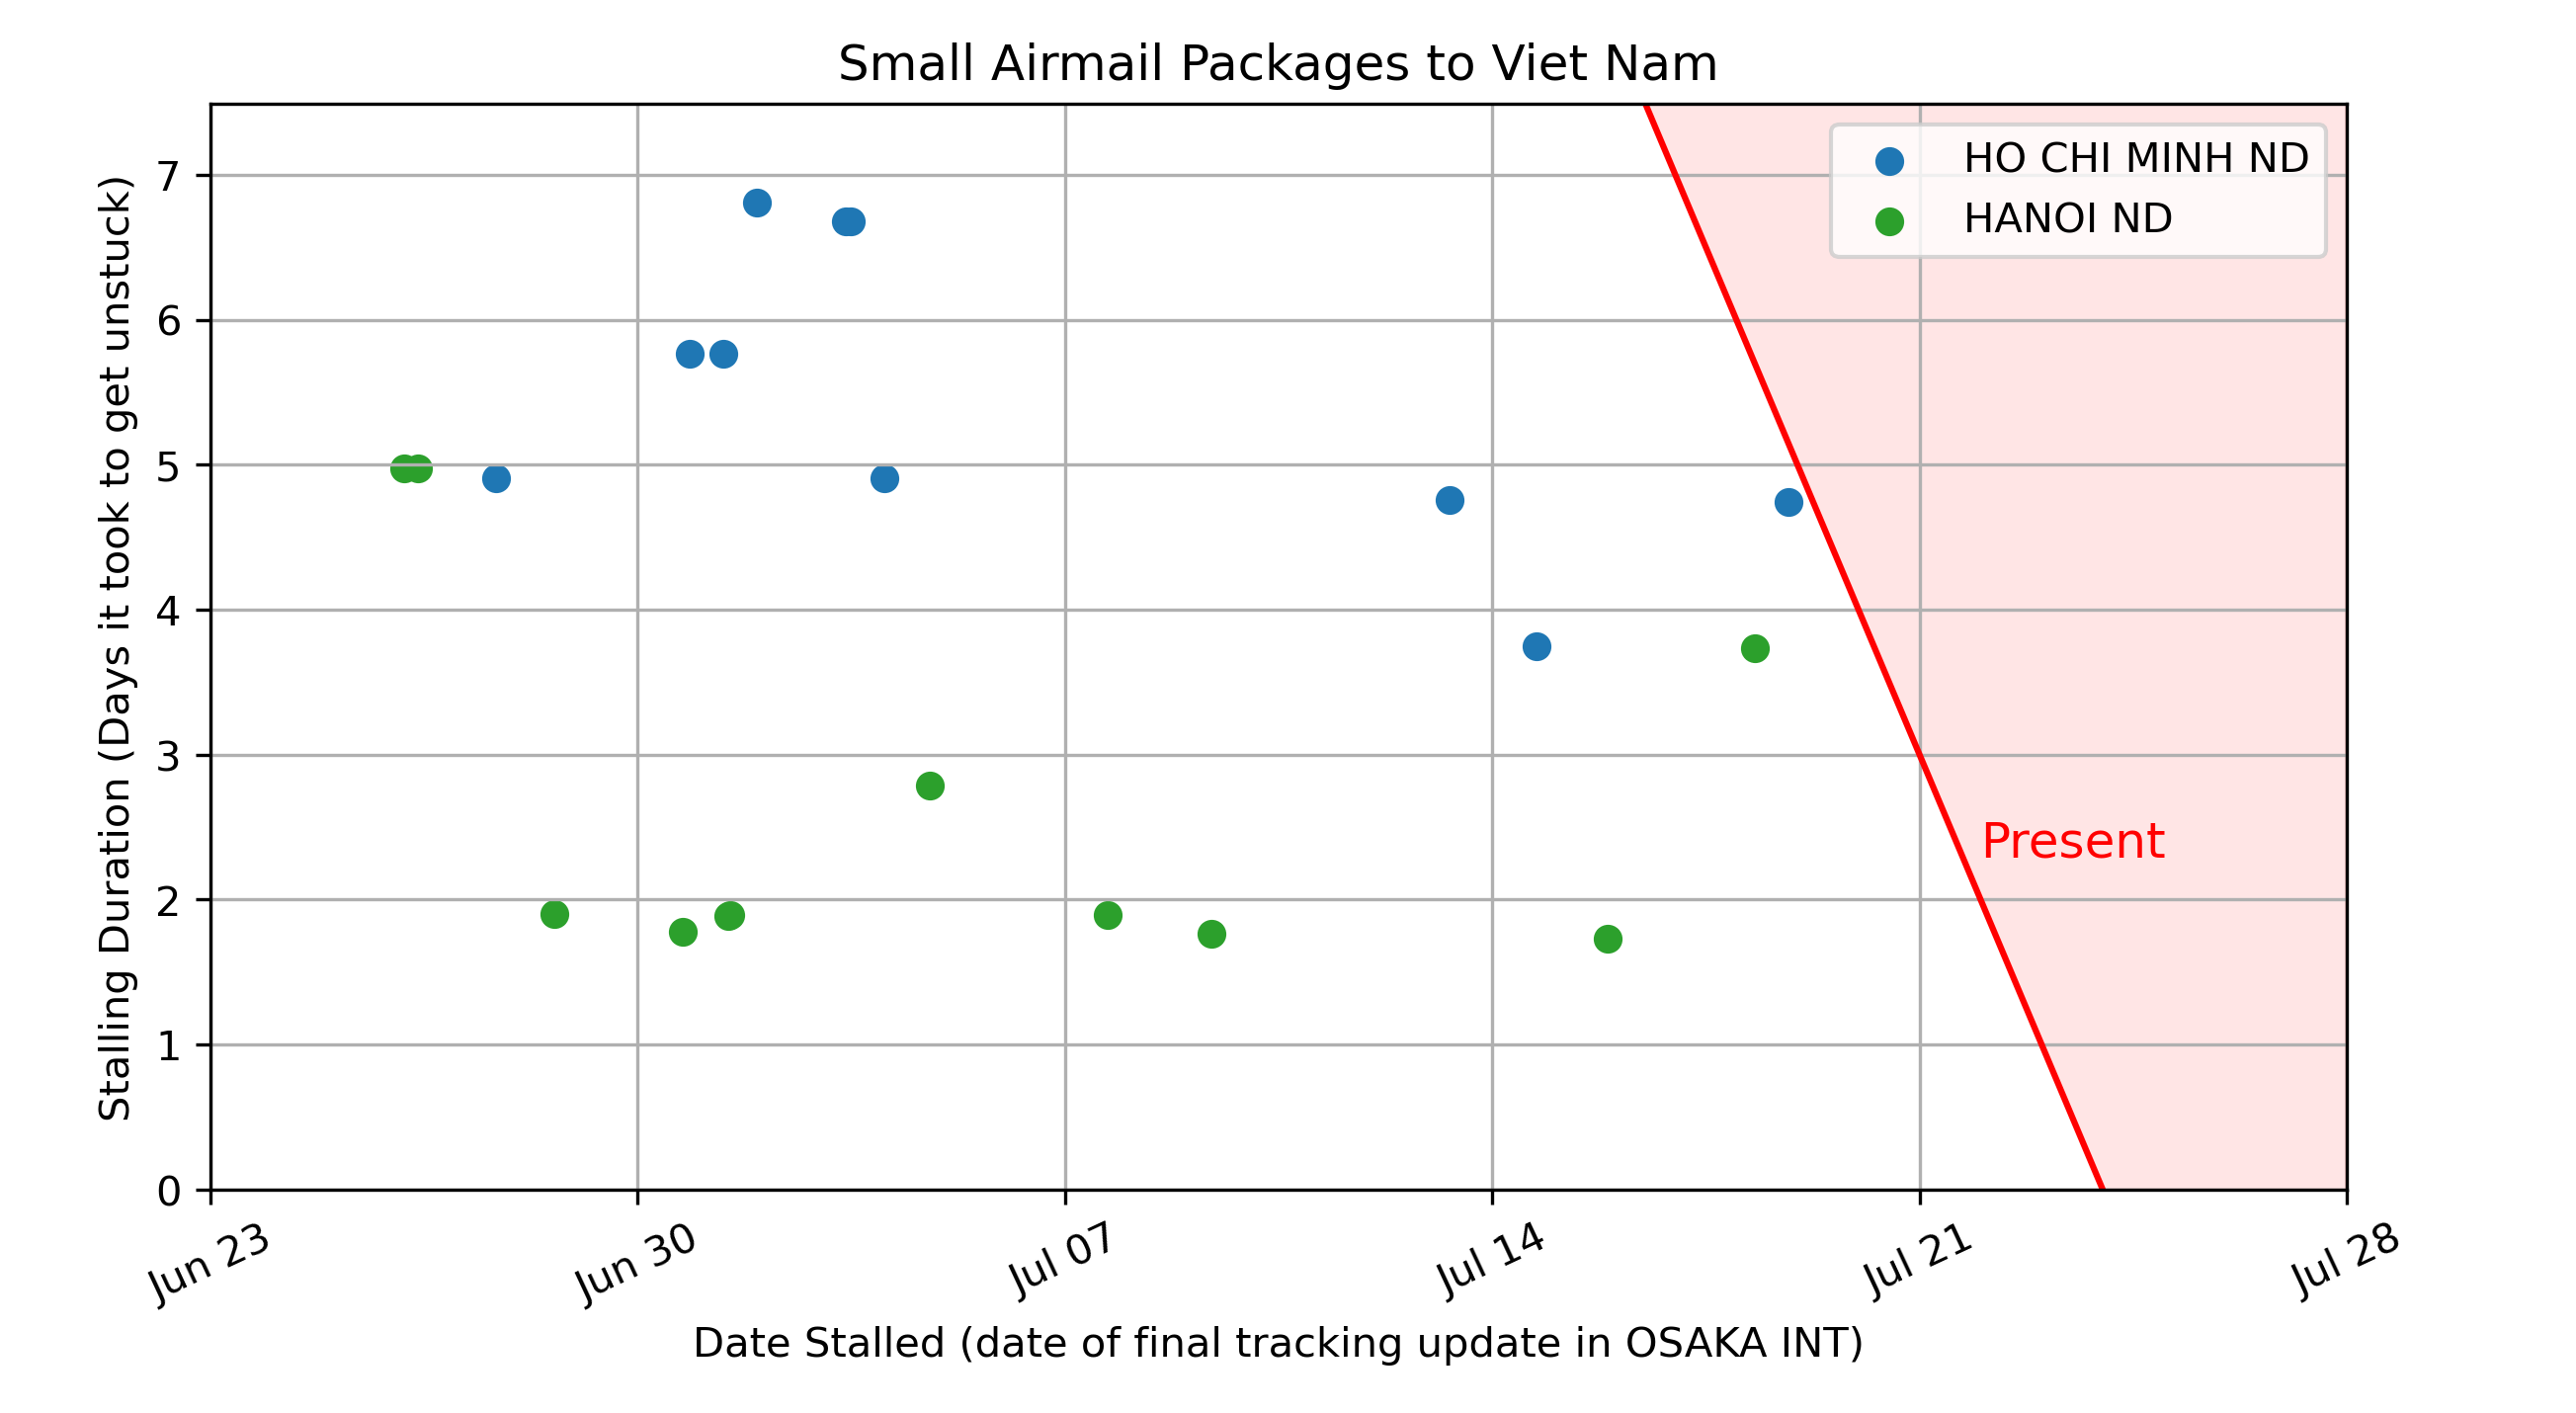 Small Airmail Packages to Viet Nam
Stalling Duration (Days it took to get unstuck)
7
6
5
4
3
2
1
0
HO CHI MINH ND
HANOI ND
Present
Jun 23
Jun 30
Jul 07
Jul 14
Jul 21
Jul 28
Date Stalled (date of final tracking update in OSAKA INT)